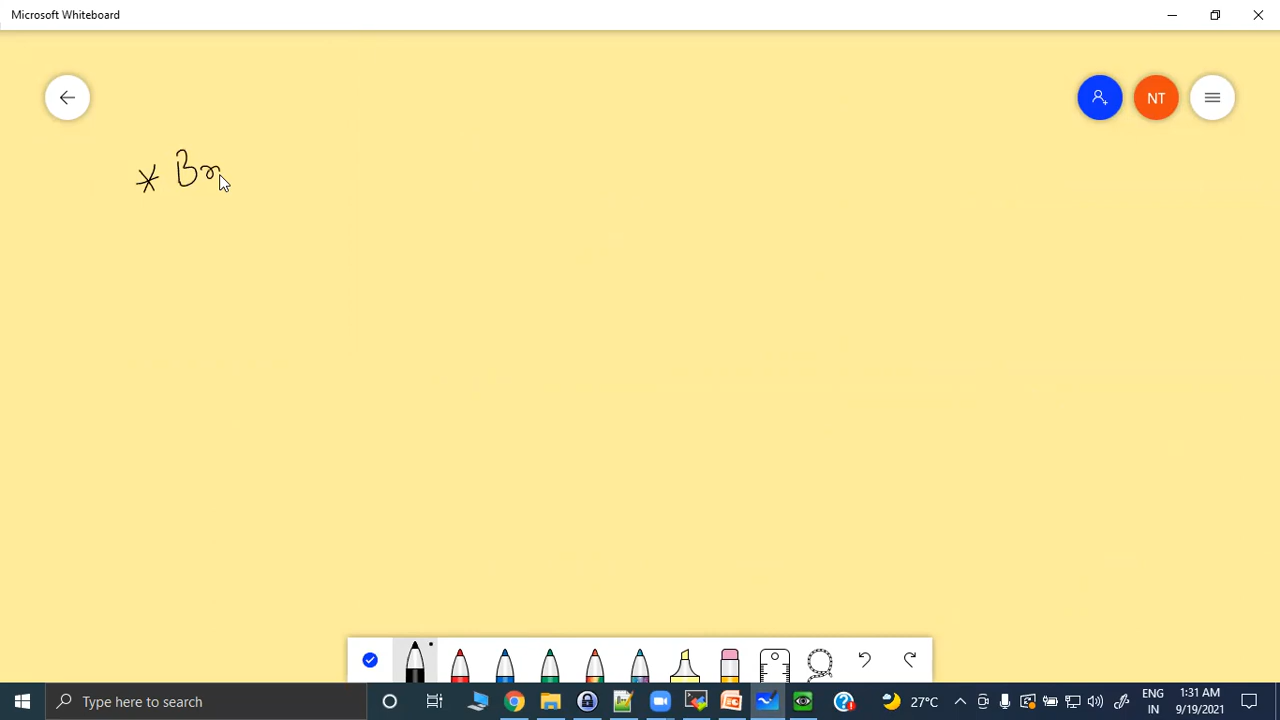 Microsoft Whiteboard
NT
* Br
Type here to search
27°C
ENG
IN
1:31 AM
9/19/2021